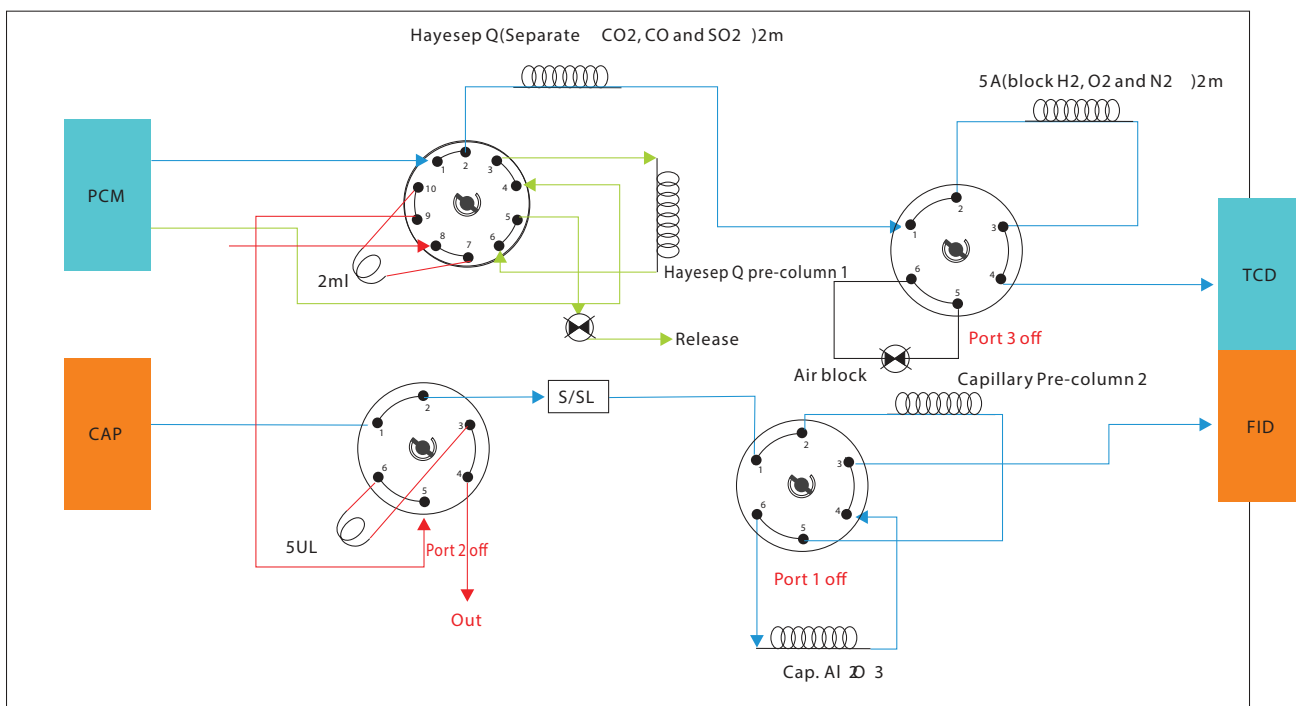 Hayesep Q(Separate CO2, CO and SO2 )2m
5A(block H2, O2 and N2 )2m
PCM
1
2
3
4
5
6
7
8
9
10
2ml
Hayesep Q pre-column 1
Release
1
2
3
4
5
6
Port 3 off
Air block
TCD
CAP
1
2
3
4
5
6
5UL
Port 2 off
Out
S/SL
Capillary Pre-column 2
1
2
3
4
5
6
Port 1 off
FID
Cap. Al 2O 3